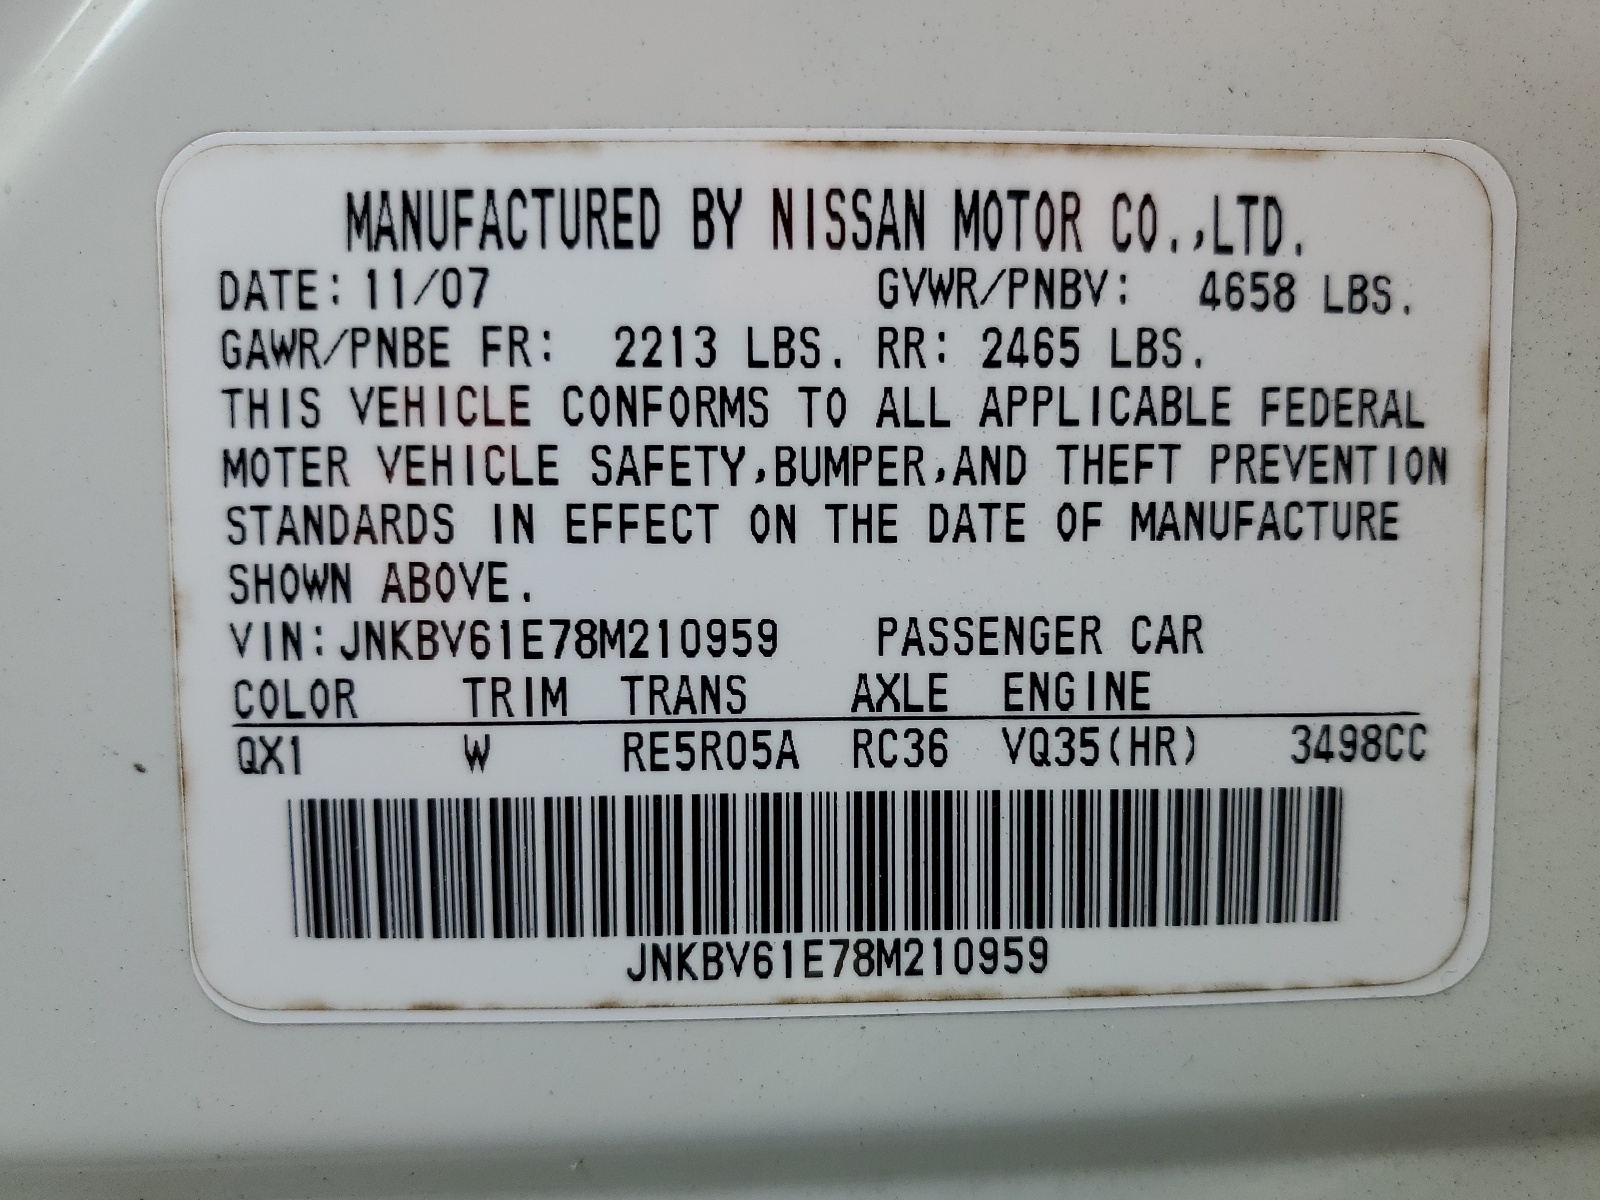 MANUFACTURED BY NISSAN MOTOR CO.,LTD.
DATE: 11/07 GVWR/PNBV: 4658 LBS.
GAWR/PNBE FR: 2213 LBS. RR: 2465 LBS.
THIS VEHICLE CONFORMS TO ALL APPLICABLE FEDERAL
MOTER VEHICLE SAFETY,BUMPER,AND THEFT PREVENTION
STANDARDS IN EFFECT ON THE DATE OF MANUFACTURE
SHOWN ABOVE.
VIN:JNKBV61E78M210959 PASSENGER CAR
COLOR TRIM TRANS AXLE ENGINE
QX1 W RE5R05A RC36 VQ35(HR) 3498CC
JNKBV61E78M210959